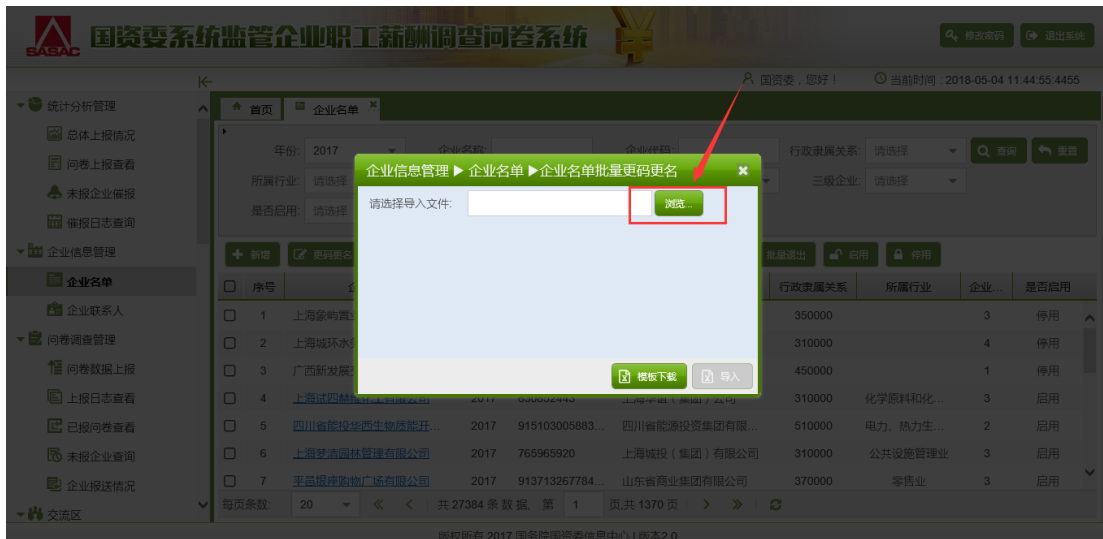 SASAC 国资委系统监管企业职工薪酬调查问卷系统 修改密码 退出系统
国资委，您好！ 当前时间：2018-05-04 11:44:55:4455
统计分析管理
总体上报情况
问卷上报查看
未报企业催报
催报日志查询
企业信息管理
企业名单
企业联系人
问卷调查管理
问卷数据上报
上报日志查看
已报问卷查看
未报企业查询
企业报送情况
交流区
首页 企业名单
年份: 2017 企业名称: 企业代码: 行政隶属关系: 请选择 查询 重置
所属行业: 请选择 三级企业: 请选择
是否启用: 请选择
新增 更码更名 批量退出 启用 停用
企业信息管理 ▶ 企业名单 ▶企业名单批量更码更名
请选择导入文件: 浏览...
模板下载 导入
序号 行政隶属关系 所属行业 企业... 是否启用
1 上海象屿置 350000 3 停用
2 上海城环水 310000 4 停用
3 广西新发展 450000 1 停用
4 2017 310000 化学原料和化... 3 启用
5 四川省能投华西生物质能开... 2017 915103005883... 四川省能源投资集团有限... 510000 电力、热力生... 2 启用
6 上海梦清园林管理有限公司 2017 765965920 上海城投（集团）有限公司 310000 公共设施管理业 3 启用
7 银座购物广场有限公司 2017 913713267784... 山东省商业集团有限公司 370000 零售业 3 启用
每页条数: 20 共 27384 条数据, 第 1 页,共 1370 页
版权所有 2017 国务院国资委信息中心 | 版本2.0